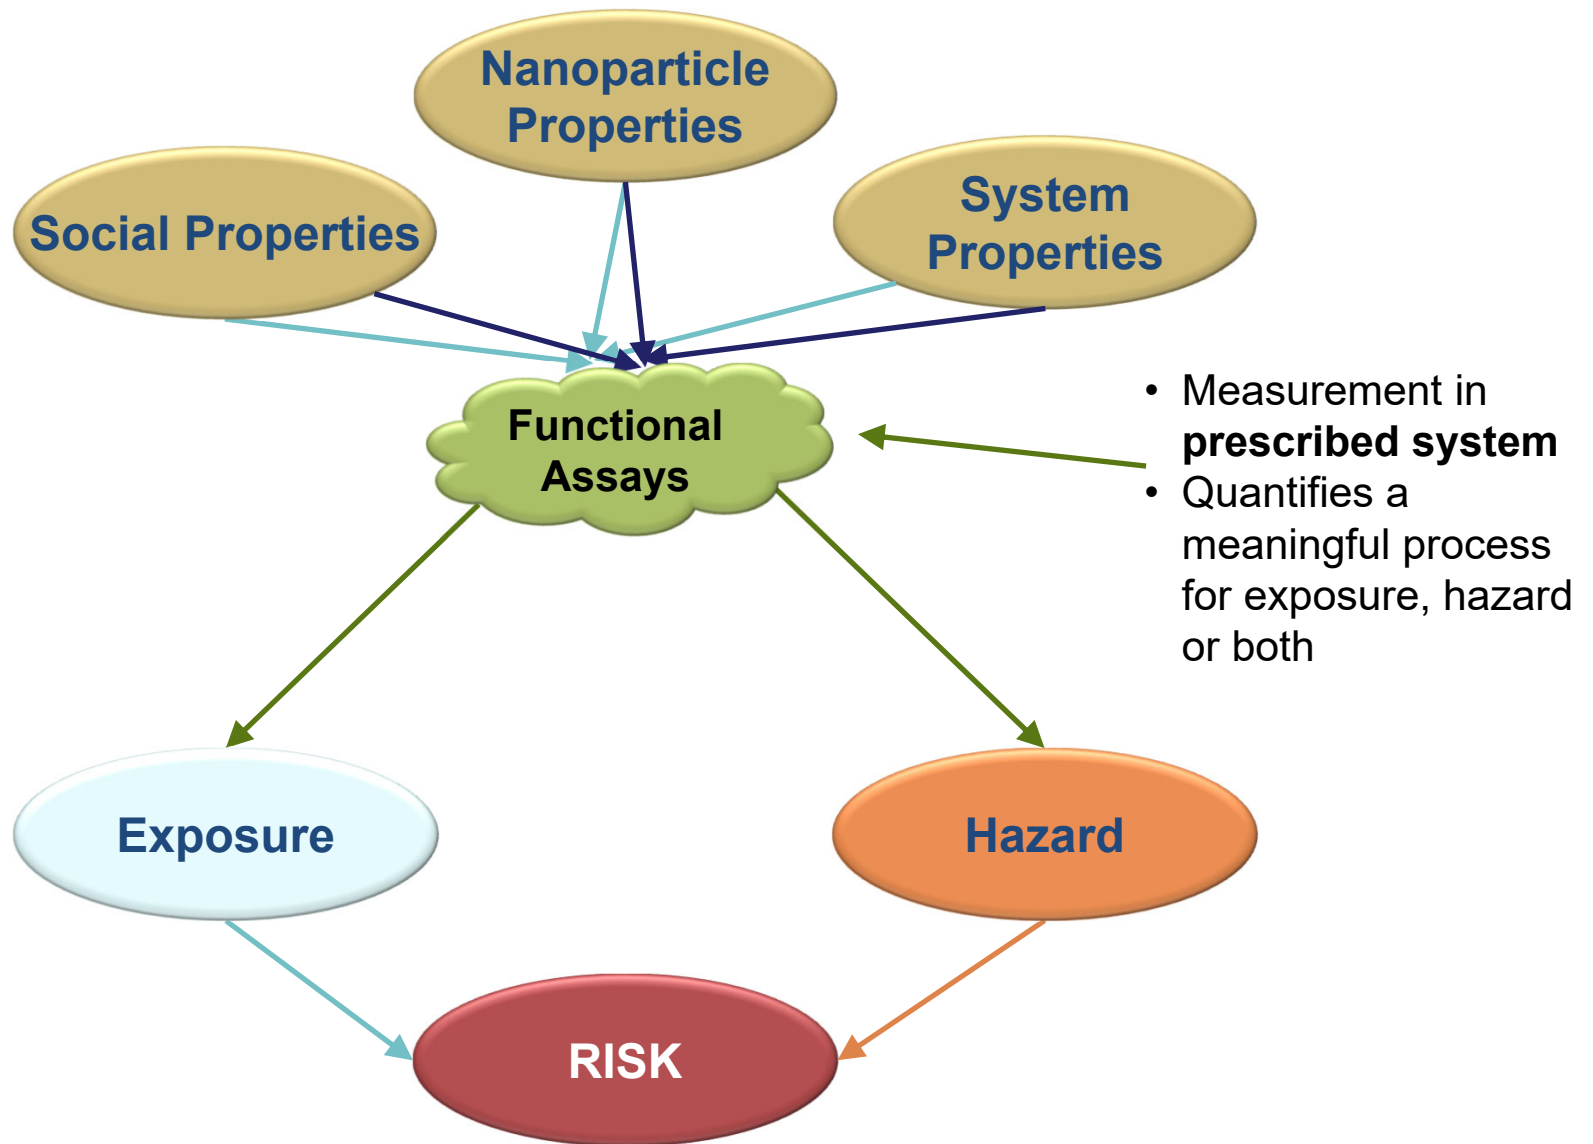 Nanoparticle
Properties
Social Properties
System
Properties
Functional
Assays
• Measurement in
prescribed system
• Quantifies a
meaningful process
for exposure, hazard
or both
Exposure
Hazard
RISK